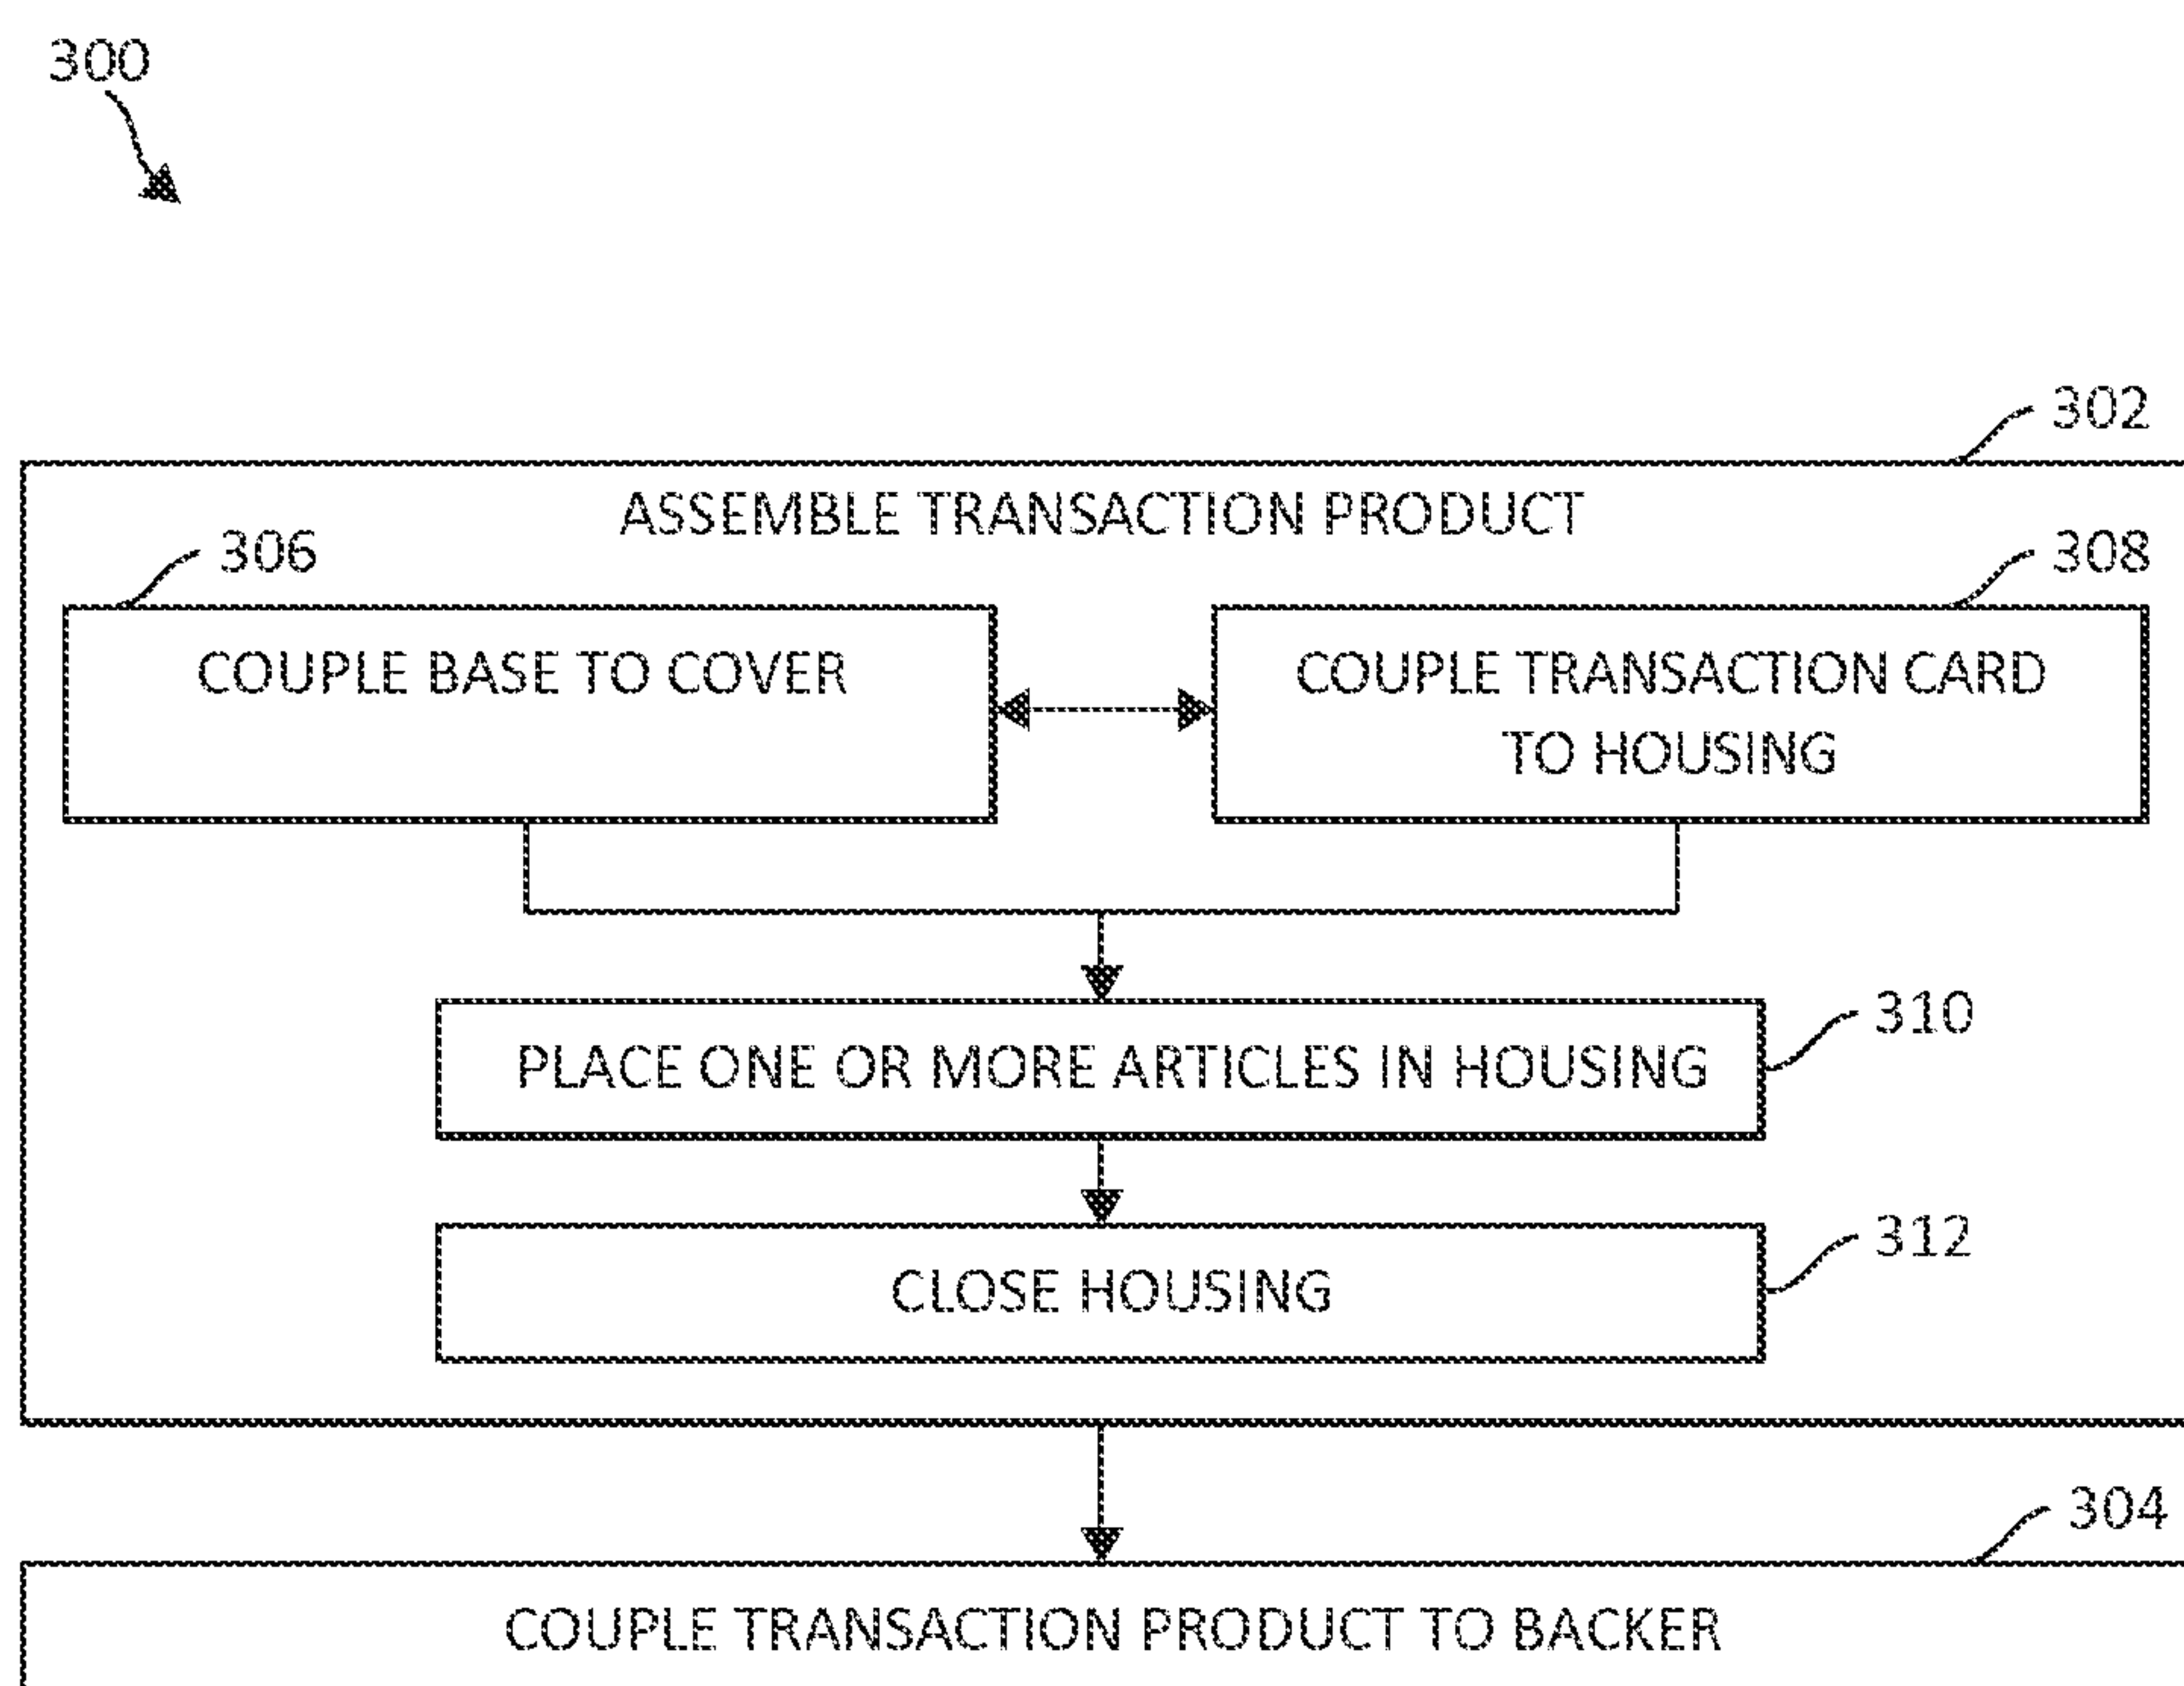 300
302
ASSEMBLE TRANSACTION PRODUCT
306
308
COUPLE BASE TO COVER
COUPLE TRANSACTION CARD
TO HOUSING
310
PLACE ONE OR MORE ARTICLES IN HOUSING
312
CLOSE HOUSING
304
COUPLE TRANSACTION PRODUCT TO BACKER